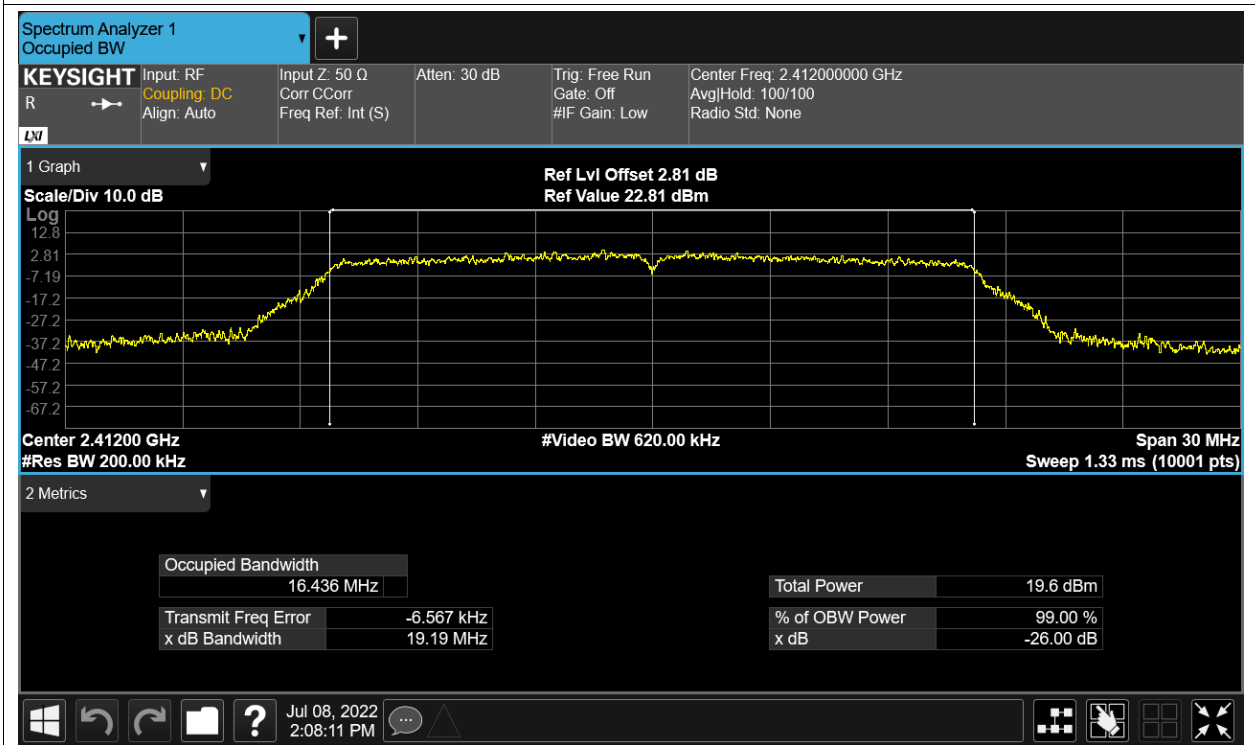 Spectrum Analyzer 1
Occupied BW
KEYSIGHT
R
LXI
Input: RF
Coupling: DC
Align: Auto
Input Z: 50 Ω
Corr CCorr
Freq Ref: Int (S)
Atten: 30 dB
Trig: Free Run
Gate: Off
#IF Gain: Low
Center Freq: 2.412000000 GHz
Avg|Hold: 100/100
Radio Std: None
1 Graph
Scale/Div 10.0 dB
Ref Lvl Offset 2.81 dB
Ref Value 22.81 dBm
Log
12.8
2.81
-7.19
-17.2
-27.2
-37.2
-47.2
-57.2
-67.2
Center 2.41200 GHz
#Video BW 620.00 kHz
Span 30 MHz
#Res BW 200.00 kHz
Sweep 1.33 ms (10001 pts)
2 Metrics
Occupied Bandwidth
16.436 MHz
Total Power 19.6 dBm
Transmit Freq Error -6.567 kHz
% of OBW Power 99.00 %
x dB Bandwidth 19.19 MHz
x dB -26.00 dB
?
Jul 08, 2022
2:08:11 PM